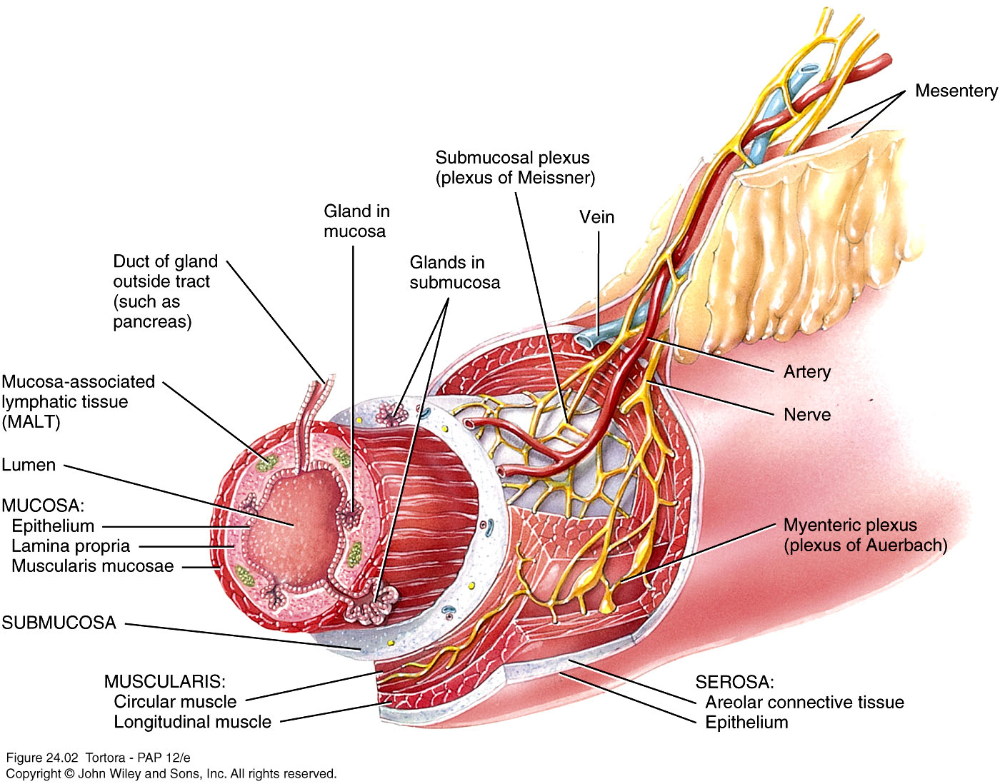 Mesentery
Submucosal plexus
(plexus of Meissner)
Gland in
mucosa
Vein
Duct of gland
outside tract
(such as
pancreas)
Glands in
submucosa
Artery
Mucosa-associated
lymphatic tissue
(MALT)
Nerve
Lumen
MUCOSA:
Epithelium
Lamina propria
Muscularis mucosae
Myenteric plexus
(plexus of Auerbach)
SUBMUCOSA
MUSCULARIS:
Circular muscle
Longitudinal muscle
SEROSA:
Areolar connective tissue
Epithelium
Figure 24.02 Tortora - PAP 12/e
Copyright © John Wiley and Sons, Inc. All rights reserved.